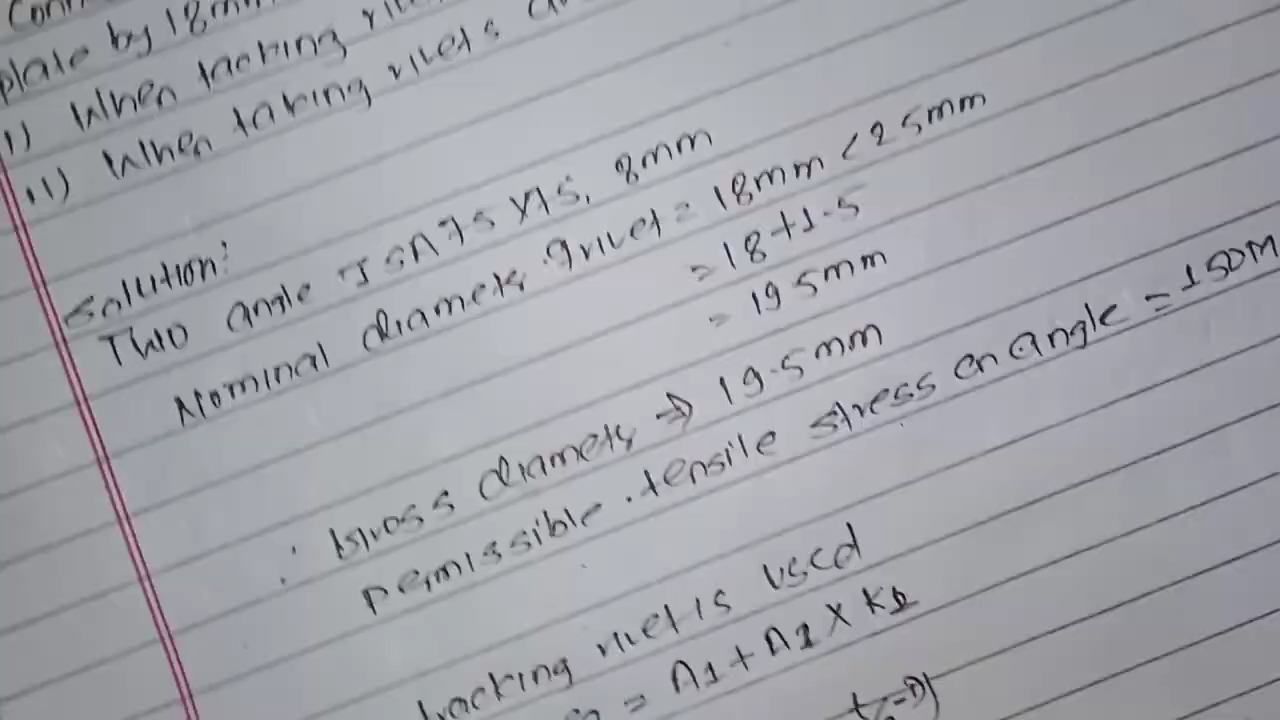 plate by 18mm
I) When tacking
II) When taking rivets
Solution:
Two angle ISA 75 X75, 8mm
Nominal diameter of rivet = 18mm < 25mm
= 18+1.5
= 19 5mm
∴ Gross diameter → 19.5mm
permissible tensile stress on angle = 150M
tacking rivet is used
= A1 + A2 X K2